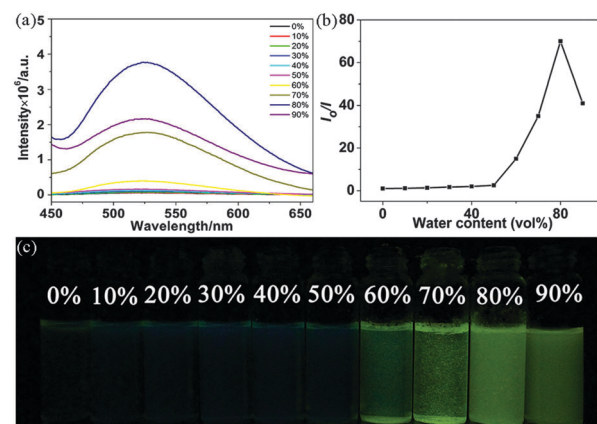 (a)
Intensity×10⁶/a.u.
5
4
3
2
1
0
450 500 550 600 650
Wavelength/nm
0%
10%
20%
30%
40%
50%
60%
70%
80%
90%
(b)
I₀/I
80
60
40
20
0
0 40 80
Water content (vol%)
(c)
0% 10% 20% 30% 40% 50% 60% 70% 80% 90%